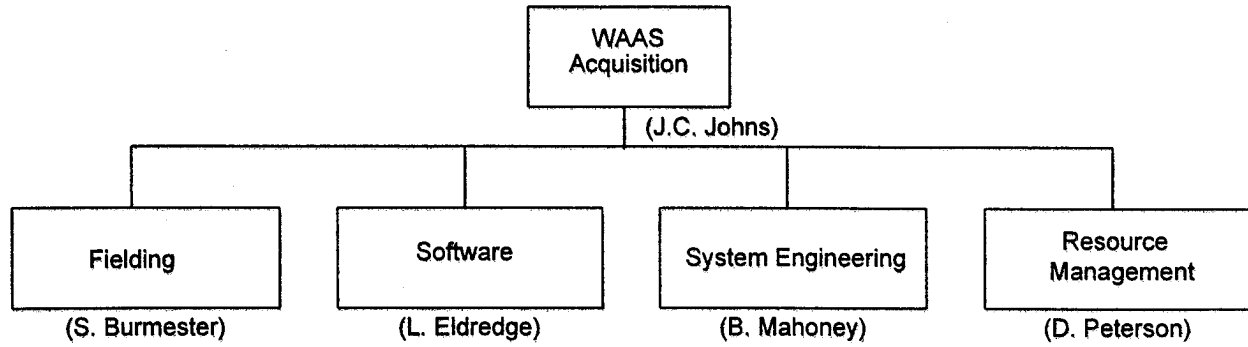 WAAS
Acquisition
(J.C. Johns)
Fielding
Software
System Engineering
Resource
Management
(S. Burmester)
(L. Eldredge)
(B. Mahoney)
(D. Peterson)